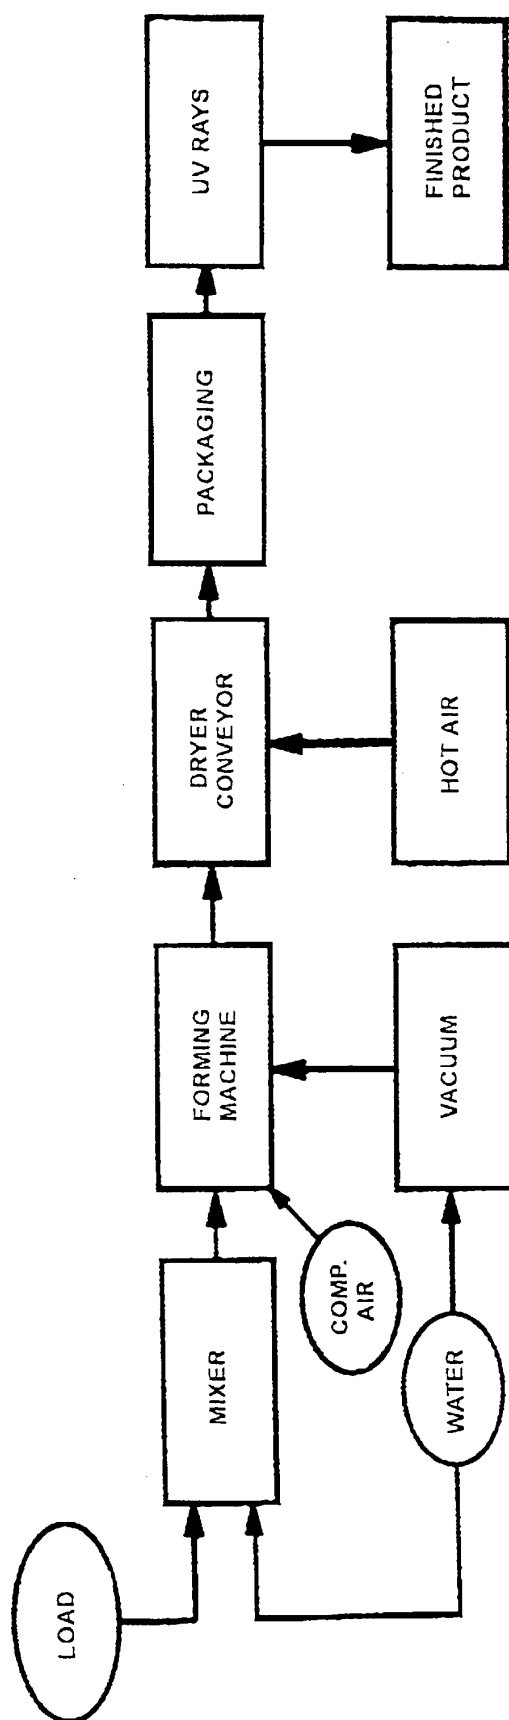 LOAD
MIXER
COMP.
AIR
WATER
FORMING
MACHINE
VACUUM
DRYER
CONVEYOR
HOT AIR
PACKAGING
UV RAYS
FINISHED
PRODUCT